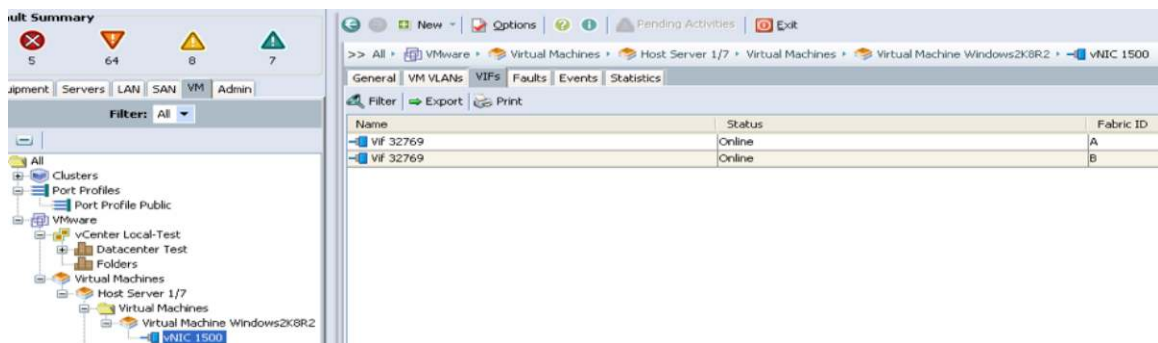 ult Summary
5 64 8 7
uipment Servers LAN SAN VM Admin
Filter: All
All
Clusters
Port Profiles
Port Profile Public
VMware
vCenter Local-Test
Datacenter Test
Folders
Virtual Machines
Host Server 1/7
Virtual Machines
Virtual Machine Windows2K8R2
vNIC 1500
New Options Pending Activities Exit
>> All VMware Virtual Machines Host Server 1/7 Virtual Machines Virtual Machine Windows2K8R2 vNIC 1500
General VM VLANs VIFs Faults Events Statistics
Filter Export Print
Name Status Fabric ID
Vif 32769 Online A
Vif 32769 Online B